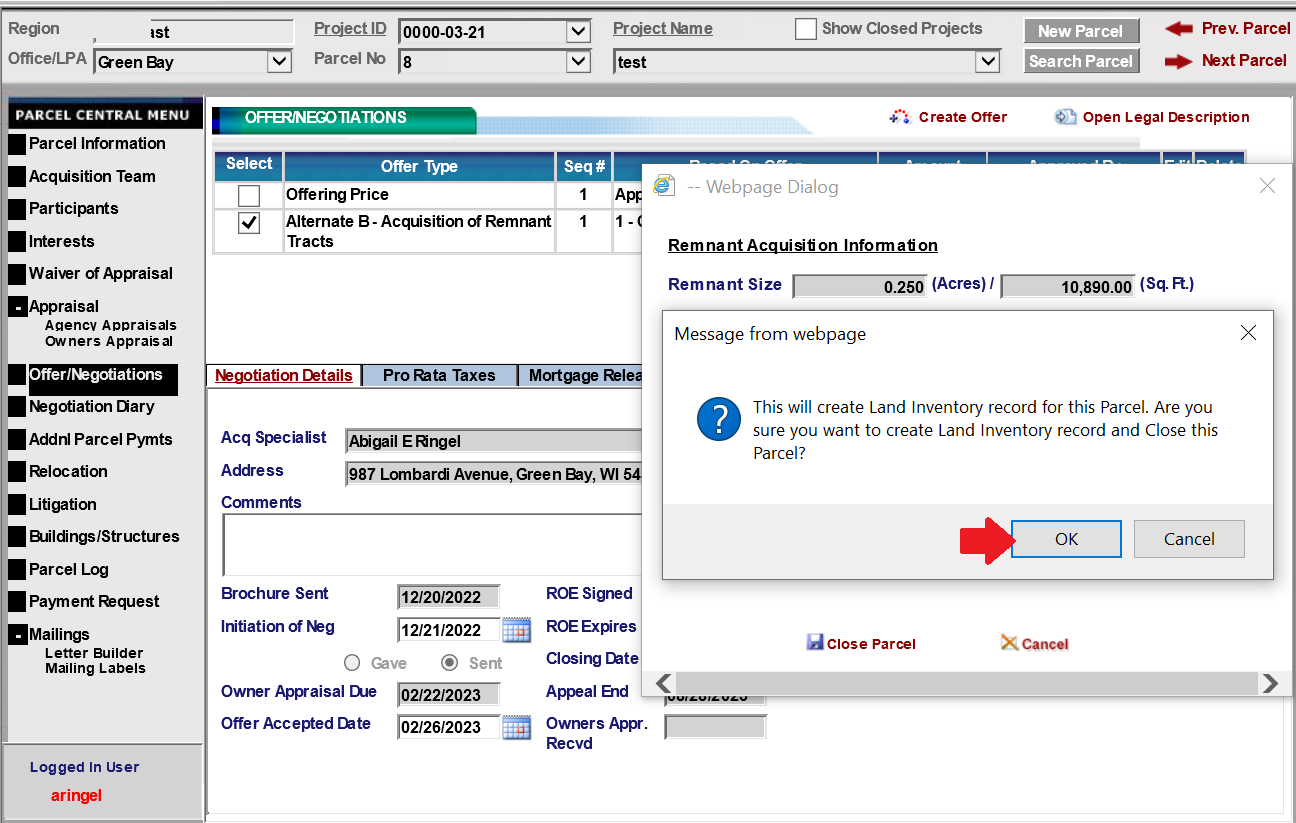 Region
ast
Project ID
0000-03-21
Project Name
Show Closed Projects
New Parcel
Prev. Parcel
Office/LPA
Green Bay
Parcel No
8
test
Search Parcel
Next Parcel
PARCEL CENTRAL MENU
Parcel Information
Acquisition Team
Participants
Interests
Waiver of Appraisal
- Appraisal
Agency Appraisals
Owners Appraisal
Offer/Negotiations
Negotiation Diary
Addnl Parcel Pymts
Relocation
Litigation
Buildings/Structures
Parcel Log
Payment Request
- Mailings
Letter Builder
Mailing Labels
Logged In User
aringel
OFFER/NEGOTIATIONS
Create Offer
Open Legal Description
Select
Offer Type
Seq #
Offering Price
1
App
Alternate B - Acquisition of Remnant
Tracts
1
Negotiation Details
Pro Rata Taxes
Mortgage Relea
Acq Specialist
Abigail E Ringel
Address
987 Lombardi Avenue, Green Bay, WI 54
Comments
Brochure Sent
12/20/2022
ROE Signed
Initiation of Neg
12/21/2022
ROE Expires
Gave
Sent
Closing Date
Owner Appraisal Due
02/22/2023
Appeal End
Offer Accepted Date
02/26/2023
Owners Appr.
Recvd
-- Webpage Dialog
Remnant Acquisition Information
Remnant Size
0.250
(Acres) /
10,890.00
(Sq. Ft.)
Message from webpage
This will create Land Inventory record for this Parcel. Are you
sure you want to create Land Inventory record and Close this
Parcel?
OK
Cancel
Close Parcel
Cancel